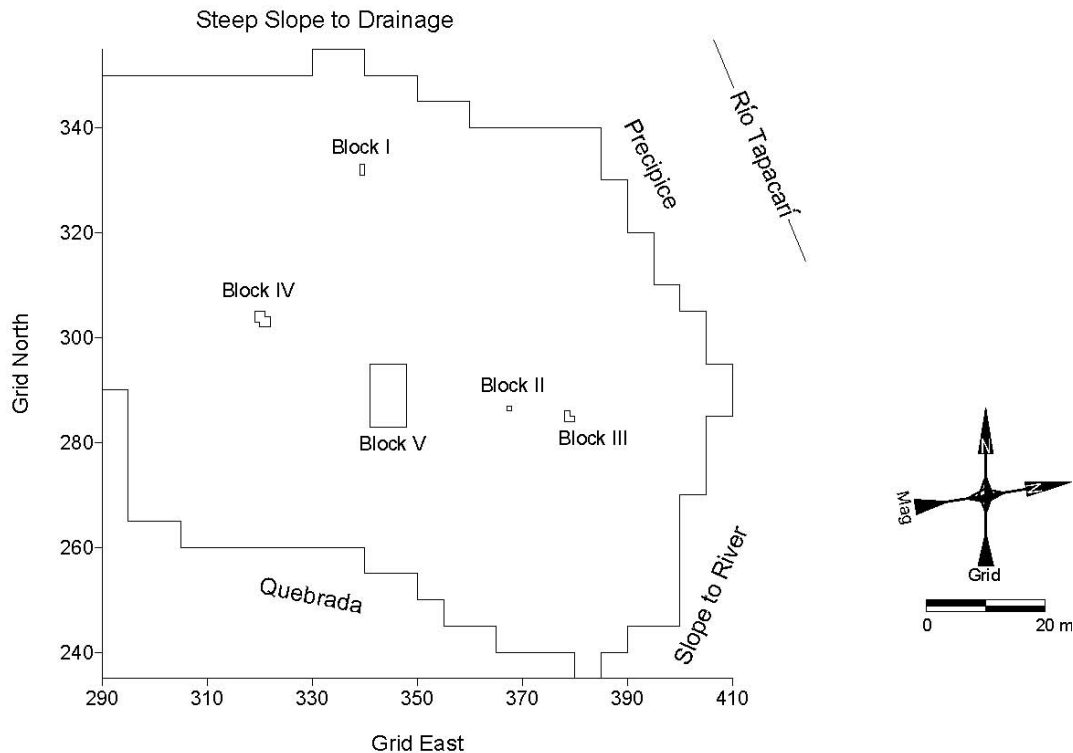 Steep Slope to Drainage
Río Tapacarí
Precipice
340
Block I
320
Block IV
300
Grid North
Block II
Block V
Block III
280
260
Quebrada
Slope to River
240
290 310 330 350 370 390 410
Grid East
N
N
Mag
Grid
0 20 m